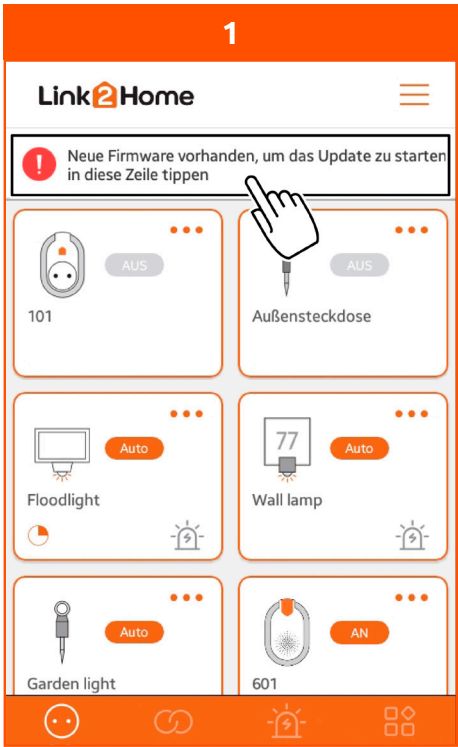 1
Link2Home
Neue Firmware vorhanden, um das Update zu starten
in diese Zeile tippen
AUS
101
AUS
Außensteckdose
Auto
Floodlight
77
Auto
Wall lamp
Auto
Garden light
AN
601